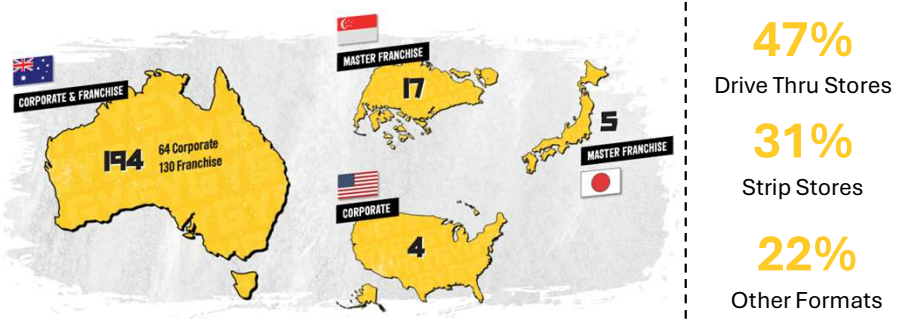 CORPORATE & FRANCHISE
194
64 Corporate
130 Franchise
MASTER FRANCHISE
17
5
MASTER FRANCHISE
CORPORATE
4
47%
Drive Thru Stores
31%
Strip Stores
22%
Other Formats